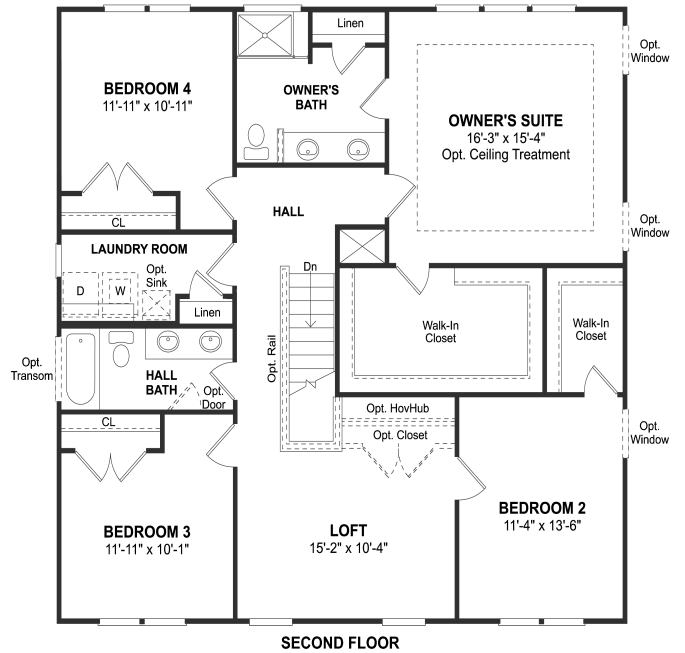 Linen
BEDROOM 4
11'-11" x 10'-11"
OWNER'S
BATH
OWNER'S SUITE
16'-3" x 15'-4"
Opt. Ceiling Treatment
Opt.
Window
CL
HALL
Opt.
Window
LAUNDRY ROOM
Opt.
Sink
D
W
Linen
Dn
Walk-In
Closet
Walk-In
Closet
Opt. Rail
Opt.
Transom
HALL
BATH
Opt.
Door
CL
Opt. HovHub
Opt. Closet
Opt.
Window
BEDROOM 3
11'-11" x 10'-1"
LOFT
15'-2" x 10'-4"
BEDROOM 2
11'-4" x 13'-6"
SECOND FLOOR